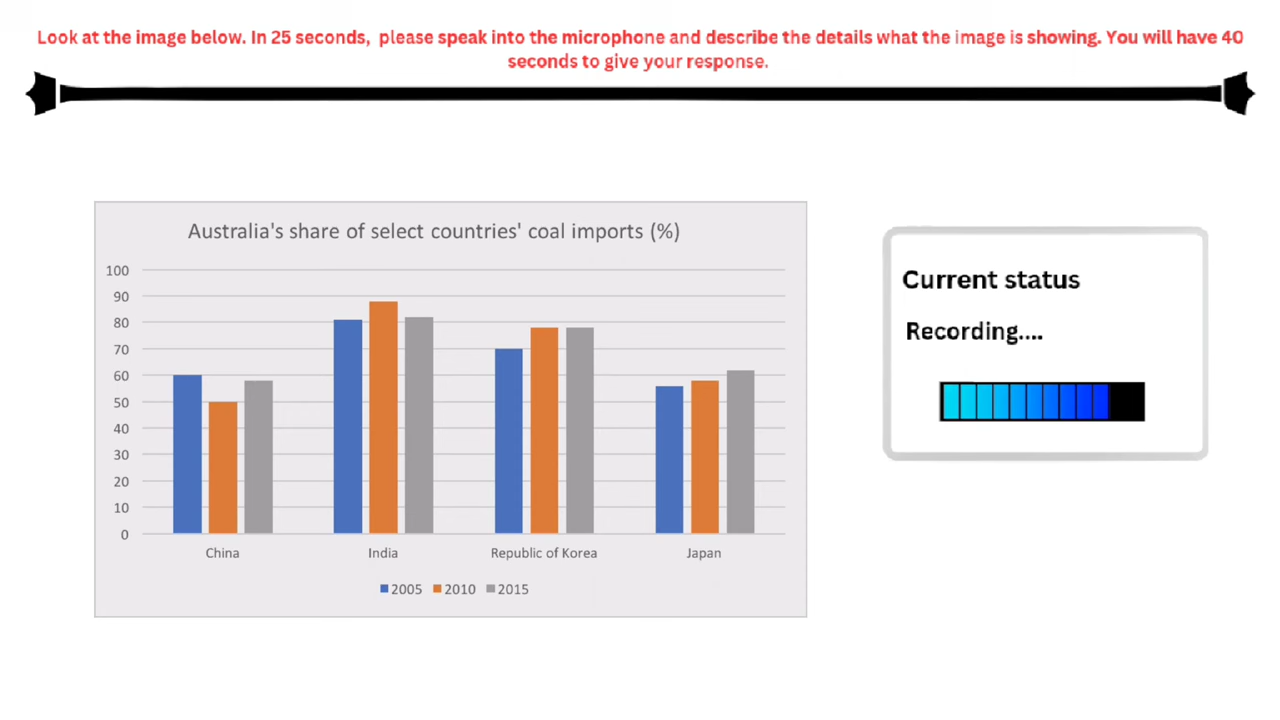 Look at the image below. In 25 seconds, please speak into the microphone and describe the details what the image is showing. You will have 40
seconds to give your response.
Australia's share of select countries' coal imports (%)
100
90
80
70
60
50
40
30
20
10
0
China India Republic of Korea Japan
2005 2010 2015
Current status
Recording....